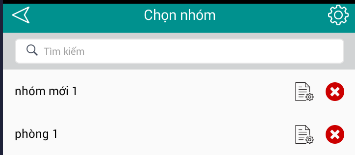 Chọn nhóm
Tìm kiếm
nhóm mới 1
phòng 1